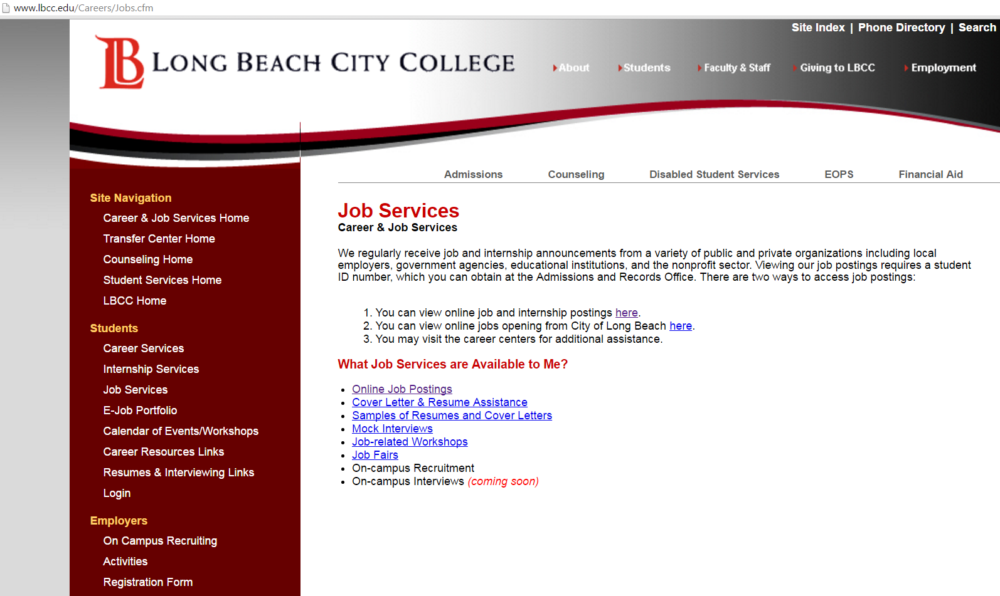 www.lbcc.edu/Careers/Jobs.cfm
Site Index | Phone Directory | Search
LB LONG BEACH CITY COLLEGE
About Students Faculty & Staff Giving to LBCC Employment
Admissions Counseling Disabled Student Services EOPS Financial Aid
Site Navigation
Career & Job Services Home
Transfer Center Home
Counseling Home
Student Services Home
LBCC Home
Students
Career Services
Internship Services
Job Services
E-Job Portfolio
Calendar of Events/Workshops
Career Resources Links
Resumes & Interviewing Links
Login
Employers
On Campus Recruiting
Activities
Registration Form
Job Services
Career & Job Services
We regularly receive job and internship announcements from a variety of public and private organizations including local
employers, government agencies, educational institutions, and the nonprofit sector. Viewing our job postings requires a student
ID number, which you can obtain at the Admissions and Records Office. There are two ways to access job postings:
1. You can view online job and internship postings here.
2. You can view online jobs opening from City of Long Beach here.
3. You may visit the career centers for additional assistance.
What Job Services are Available to Me?
• Online Job Postings
• Cover Letter & Resume Assistance
• Samples of Resumes and Cover Letters
• Mock Interviews
• Job-related Workshops
• Job Fairs
• On-campus Recruitment
• On-campus Interviews (coming soon)